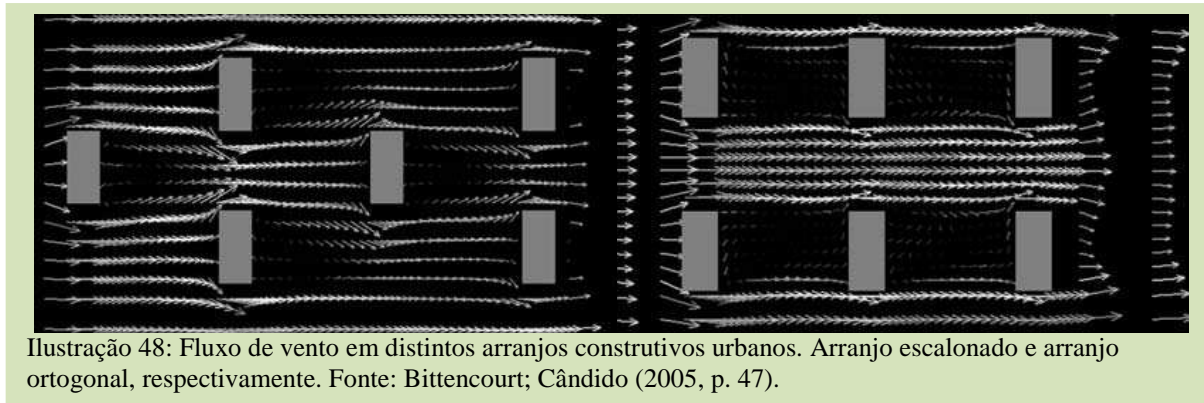 Ilustração 48: Fluxo de vento em distintos arranjos construtivos urbanos. Arranjo escalonado e arranjo
ortogonal, respectivamente. Fonte: Bittencourt; Cândido (2005, p. 47).